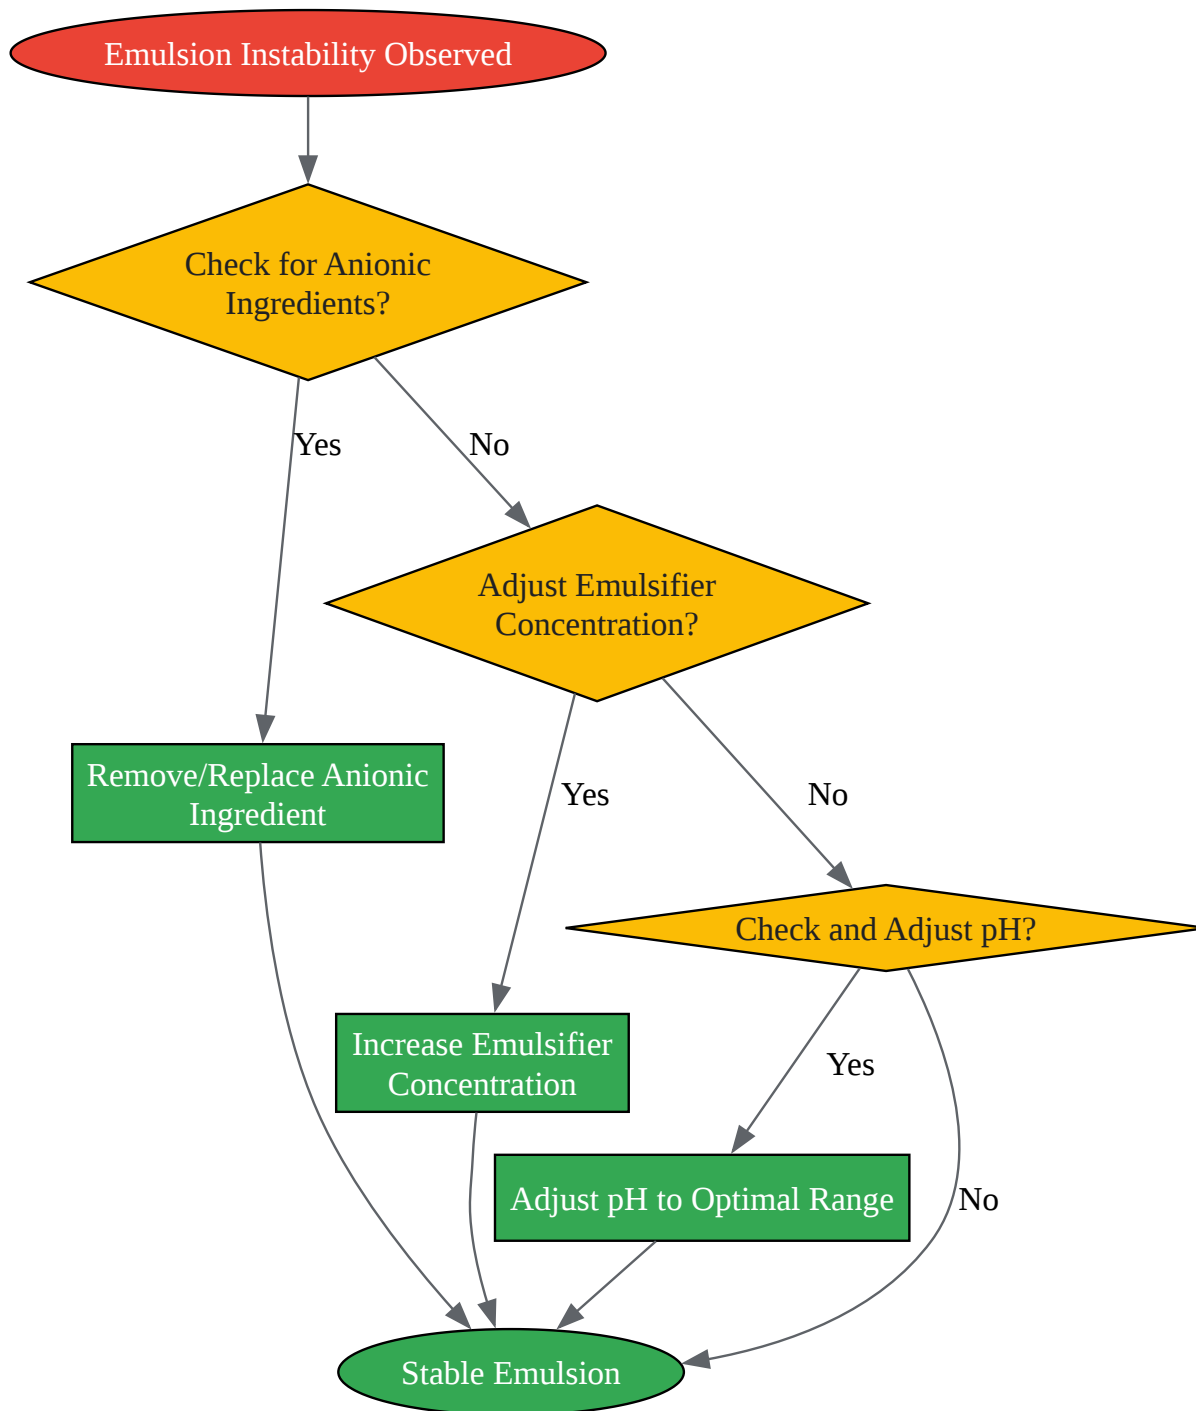 Emulsion Instability Observed
Check for Anionic
Ingredients?
Yes
No
Adjust Emulsifier
Concentration?
Remove/Replace Anionic
Ingredient
Yes
No
Check and Adjust pH?
Increase Emulsifier
Concentration
Yes
Adjust pH to Optimal Range
No
Stable Emulsion